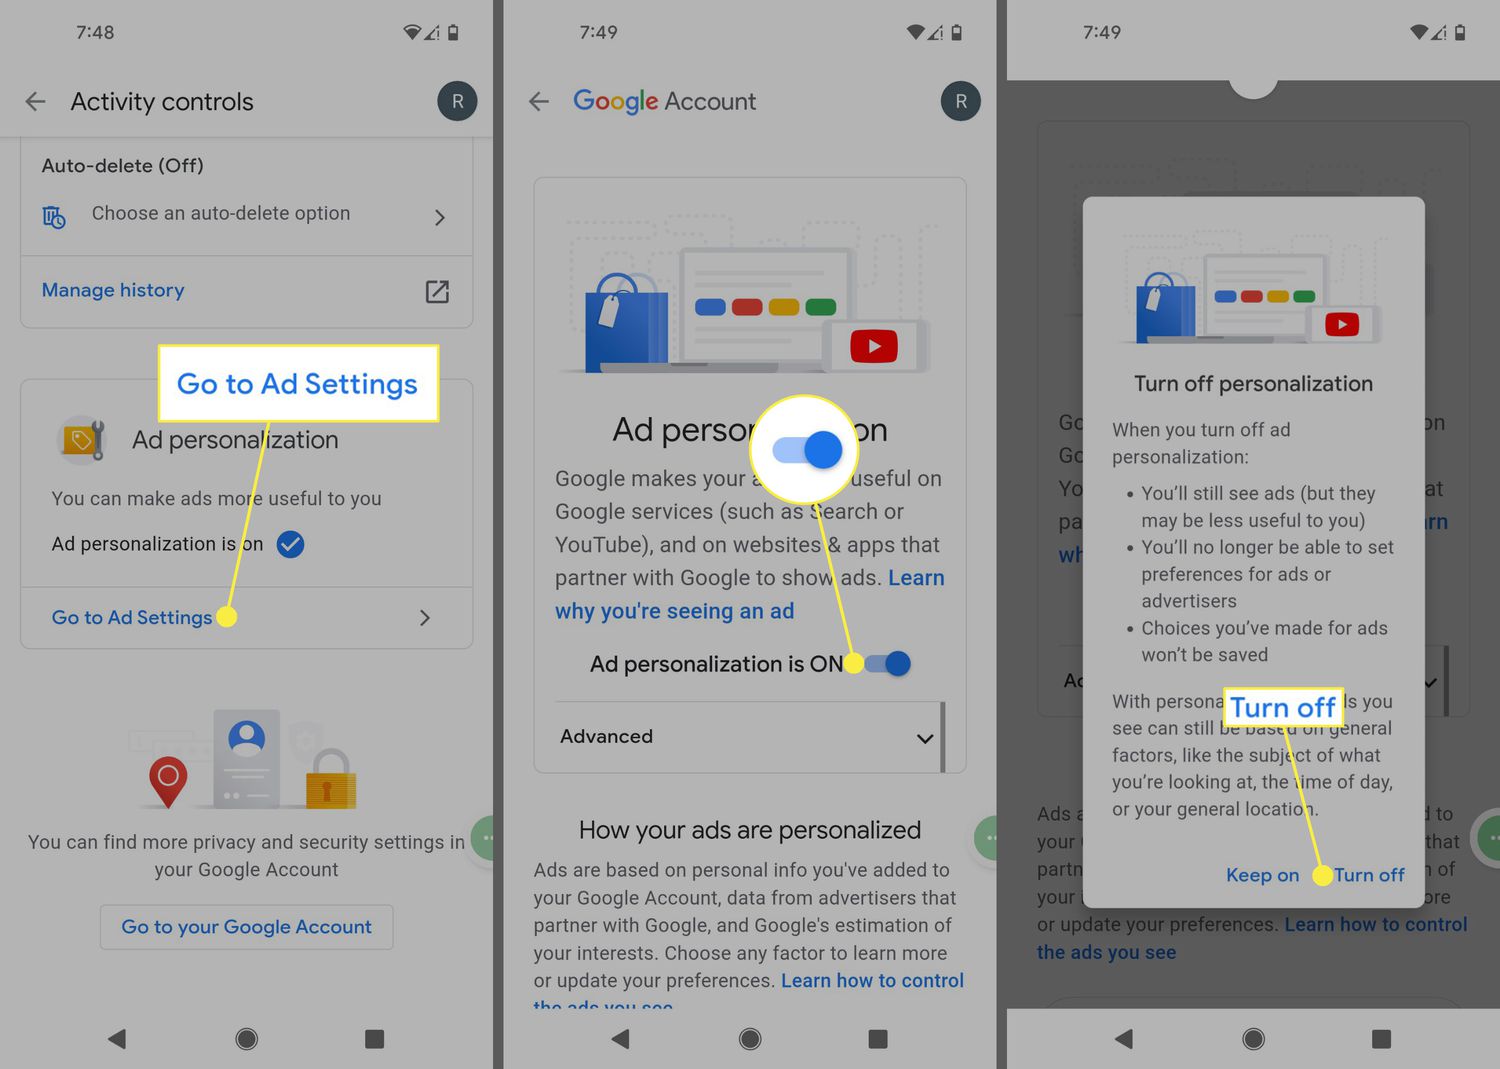 7:48
Activity controls
R
Auto-delete (Off)
Choose an auto-delete option
Manage history
Go to Ad Settings
Ad personalization
You can make ads more useful to you
Ad personalization is on
Go to Ad Settings
You can find more privacy and security settings in
your Google Account
Go to your Google Account
7:49
Google Account
R
Ad perso on
Google makes your a useful on
Google services (such as Search or
YouTube), and on websites & apps that
partner with Google to show ads. Learn
why you're seeing an ad
Ad personalization is ON
Advanced
How your ads are personalized
Ads are based on personal info you've added to
your Google Account, data from advertisers that
partner with Google, and Google's estimation of
your interests. Choose any factor to learn more
or update your preferences. Learn how to control
the ads you see
7:49
Turn off personalization
When you turn off ad
personalization:
• You'll still see ads (but they
may be less useful to you)
• You'll no longer be able to set
preferences for ads or
advertisers
• Choices you've made for ads
won't be saved
With persona ds you
see can still be based on general
factors, like the subject of what
you're looking at, the time of day,
or your general location.
Turn off
Keep on
Turn off
or update your preferences. Learn how to control
the ads you see